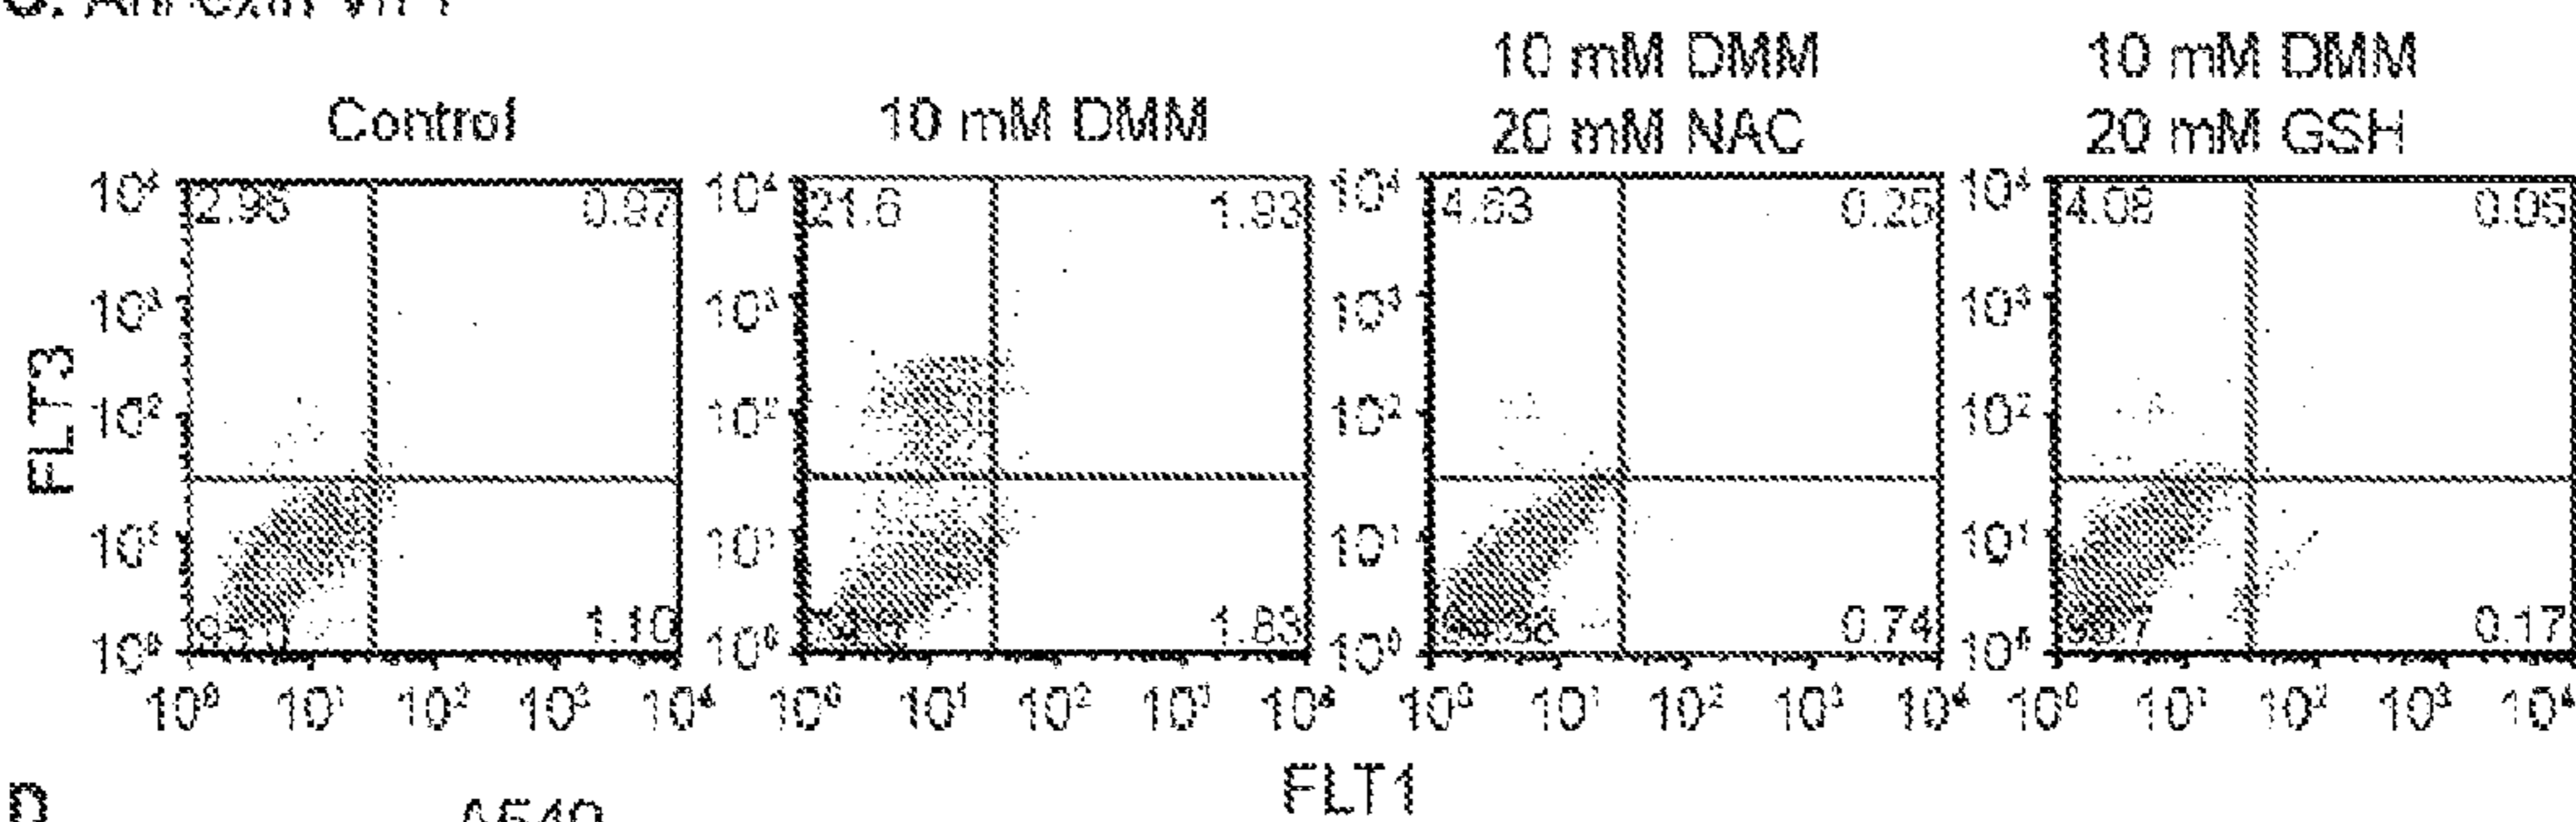 10 mM DMM 10 mM DMM
Control 10 mM DMM 20 mM NAC 20 mM GSH
10⁴ 2.95 0.97 10⁴ 21.6 1.93 10⁴ 4.63 0.25 10⁴ 4.08 0.05
10³ 10³ 10³ 10³
FLT3
10² 10² 10² 10²
10¹ 10¹ 10¹ 10¹
10⁰ 95.0 1.10 10⁰ 1.83 10⁰ 0.74 10⁰ 0.17
10⁰ 10¹ 10² 10³ 10⁴ 10⁰ 10¹ 10² 10³ 10⁴ 10⁰ 10¹ 10² 10³ 10⁴ 10⁰ 10¹ 10² 10³ 10⁴
FLT1
D A549